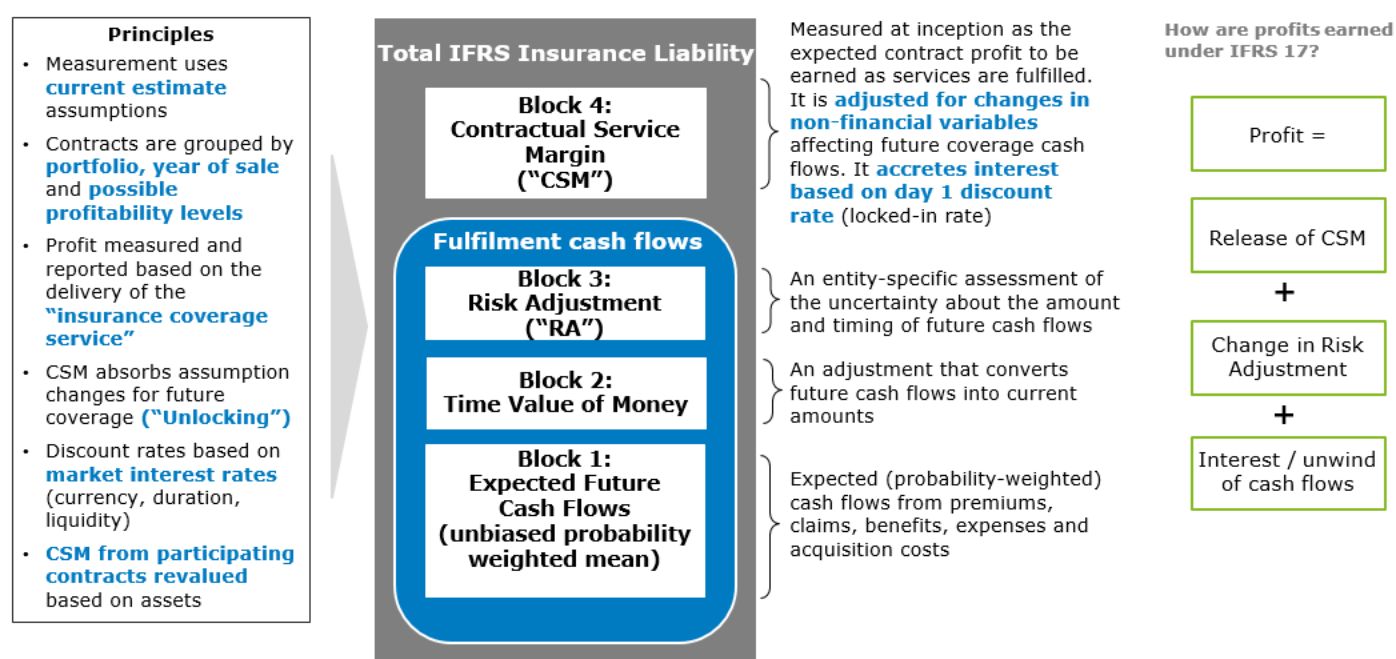 Principles
• Measurement uses
current estimate
assumptions
• Contracts are grouped by
portfolio, year of sale
and possible
profitability levels
• Profit measured and
reported based on the
delivery of the
“insurance coverage
service”
• CSM absorbs assumption
changes for future
coverage (“Unlocking”)
• Discount rates based on
market interest rates
(currency, duration,
liquidity)
• CSM from participating
contracts revalued
based on assets
Total IFRS Insurance Liability
Block 4:
Contractual Service
Margin
(“CSM”)
Fulfilment cash flows
Block 3:
Risk Adjustment
(“RA”)
Block 2:
Time Value of Money
Block 1:
Expected Future
Cash Flows
(unbiased probability
weighted mean)
Measured at inception as the
expected contract profit to be
earned as services are fulfilled.
It is adjusted for changes in
non-financial variables
affecting future coverage cash
flows. It accretes interest
based on day 1 discount
rate (locked-in rate)
An entity-specific assessment of
the uncertainty about the amount
and timing of future cash flows
An adjustment that converts
future cash flows into current
amounts
Expected (probability-weighted)
cash flows from premiums,
claims, benefits, expenses and
acquisition costs
How are profits earned
under IFRS 17?
Profit =
Release of CSM
+
Change in Risk
Adjustment
+
Interest / unwind
of cash flows